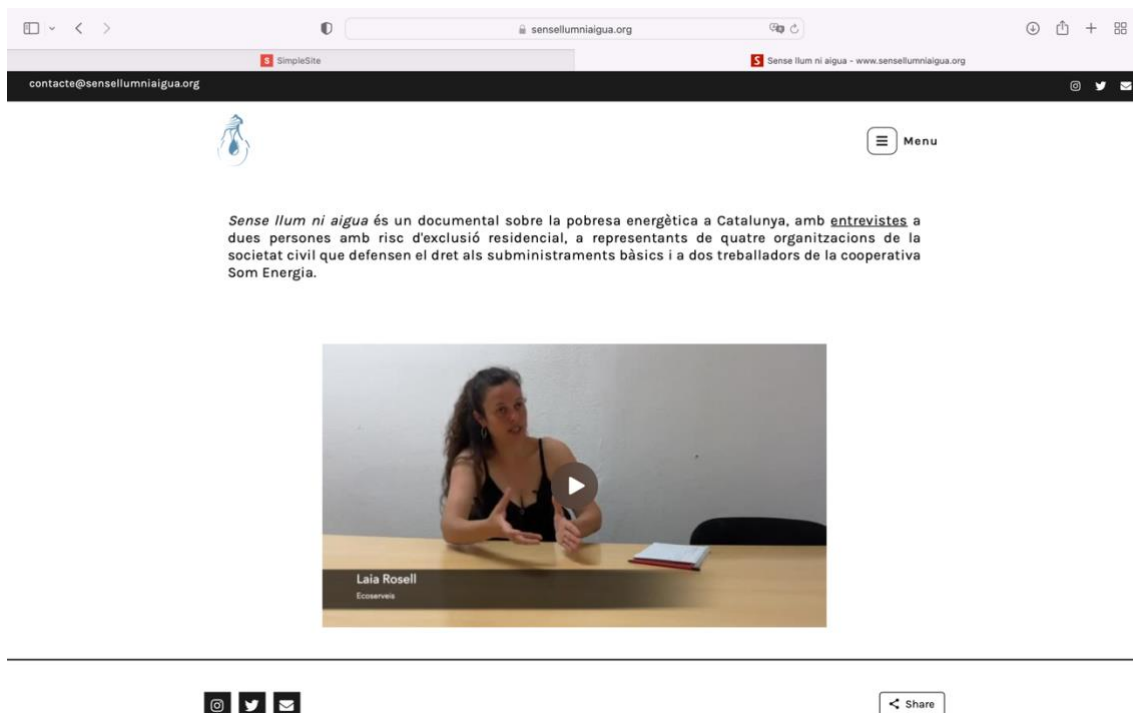 sensellumniaigua.org
SimpleSite
Sense llum ni aigua - www.sensellumniaigua.org
contacte@sensellumniaigua.org
Menu
Sense llum ni aigua és un documental sobre la pobresa energètica a Catalunya, amb entrevistes a
dues persones amb risc d'exclusió residencial, a representants de quatre organitzacions de la
societat civil que defensen el dret als subministraments bàsics i a dos treballadors de la cooperativa
Som Energia.
Laia Rosell
Ecoserveis
Share